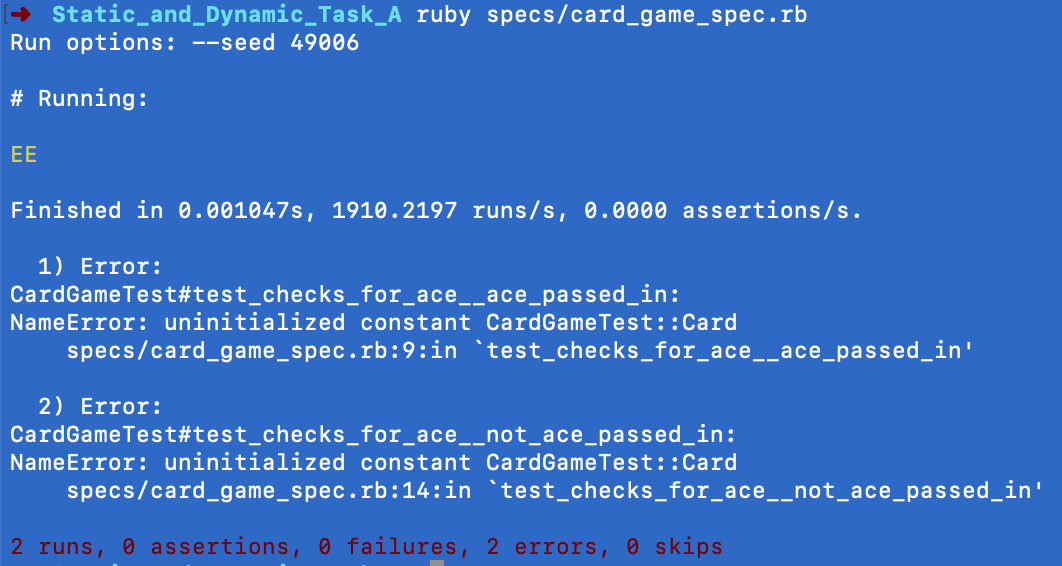 [➜ Static_and_Dynamic_Task_A ruby specs/card_game_spec.rb
Run options: --seed 49006
# Running:
EE
Finished in 0.001047s, 1910.2197 runs/s, 0.0000 assertions/s.
1) Error:
CardGameTest#test_checks_for_ace__ace_passed_in:
NameError: uninitialized constant CardGameTest::Card
specs/card_game_spec.rb:9:in `test_checks_for_ace__ace_passed_in'
2) Error:
CardGameTest#test_checks_for_ace__not_ace_passed_in:
NameError: uninitialized constant CardGameTest::Card
specs/card_game_spec.rb:14:in `test_checks_for_ace__not_ace_passed_in'
2 runs, 0 assertions, 0 failures, 2 errors, 0 skips